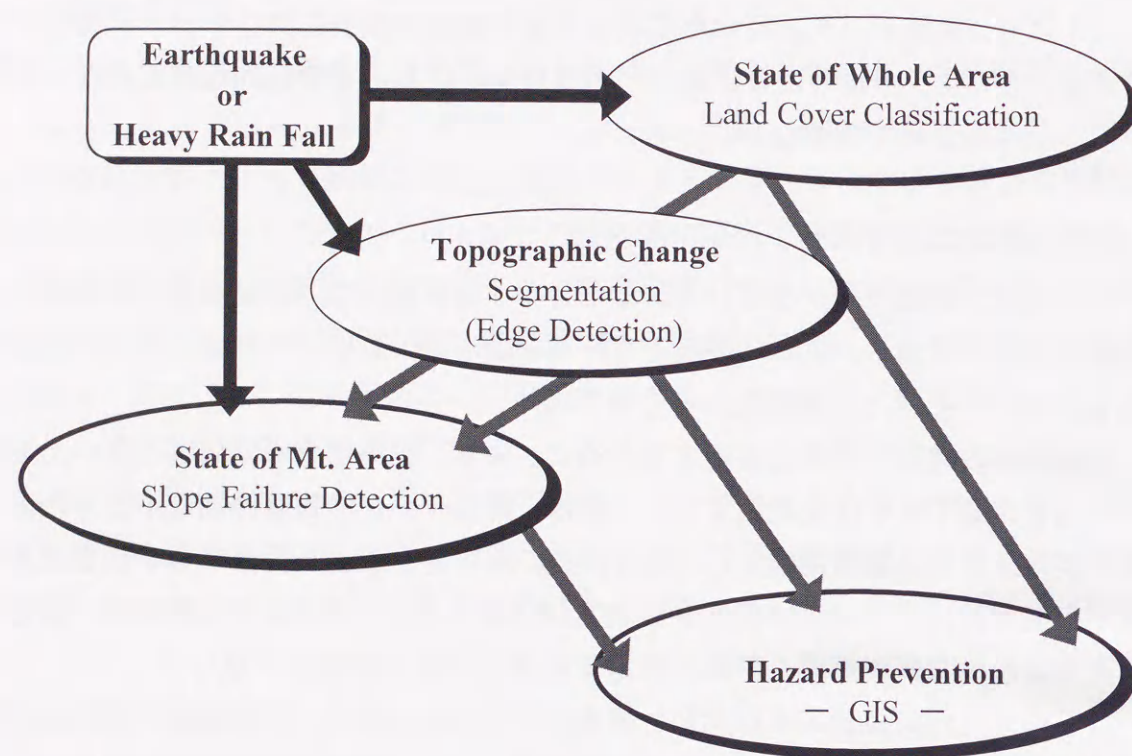 Earthquake
or
Heavy Rain Fall
State of Whole Area
Land Cover Classification
Topographic Change
Segmentation
(Edge Detection)
State of Mt. Area
Slope Failure Detection
Hazard Prevention
— GIS —